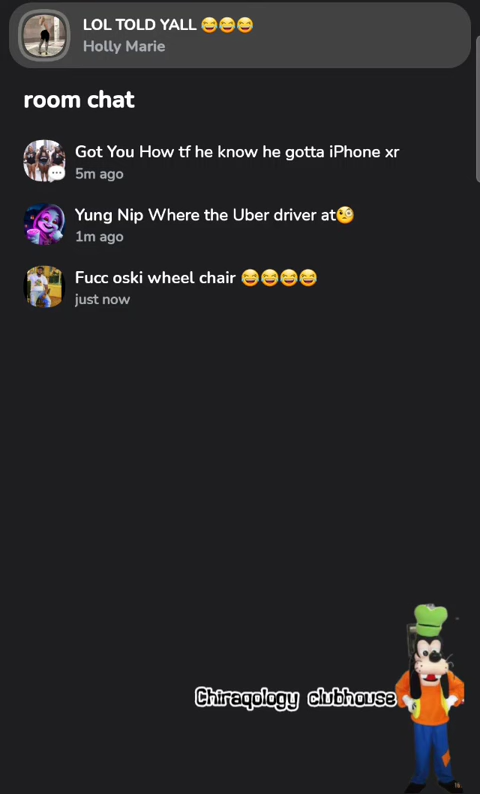 LOL TOLD YALL 😂😂😂
Holly Marie
room chat
Got You How tf he know he gotta iPhone xr
5m ago
Yung Nip Where the Uber driver at🧐
1m ago
Fucc oski wheel chair 😂😂😂😂
just now
Chiraqology clubhouse